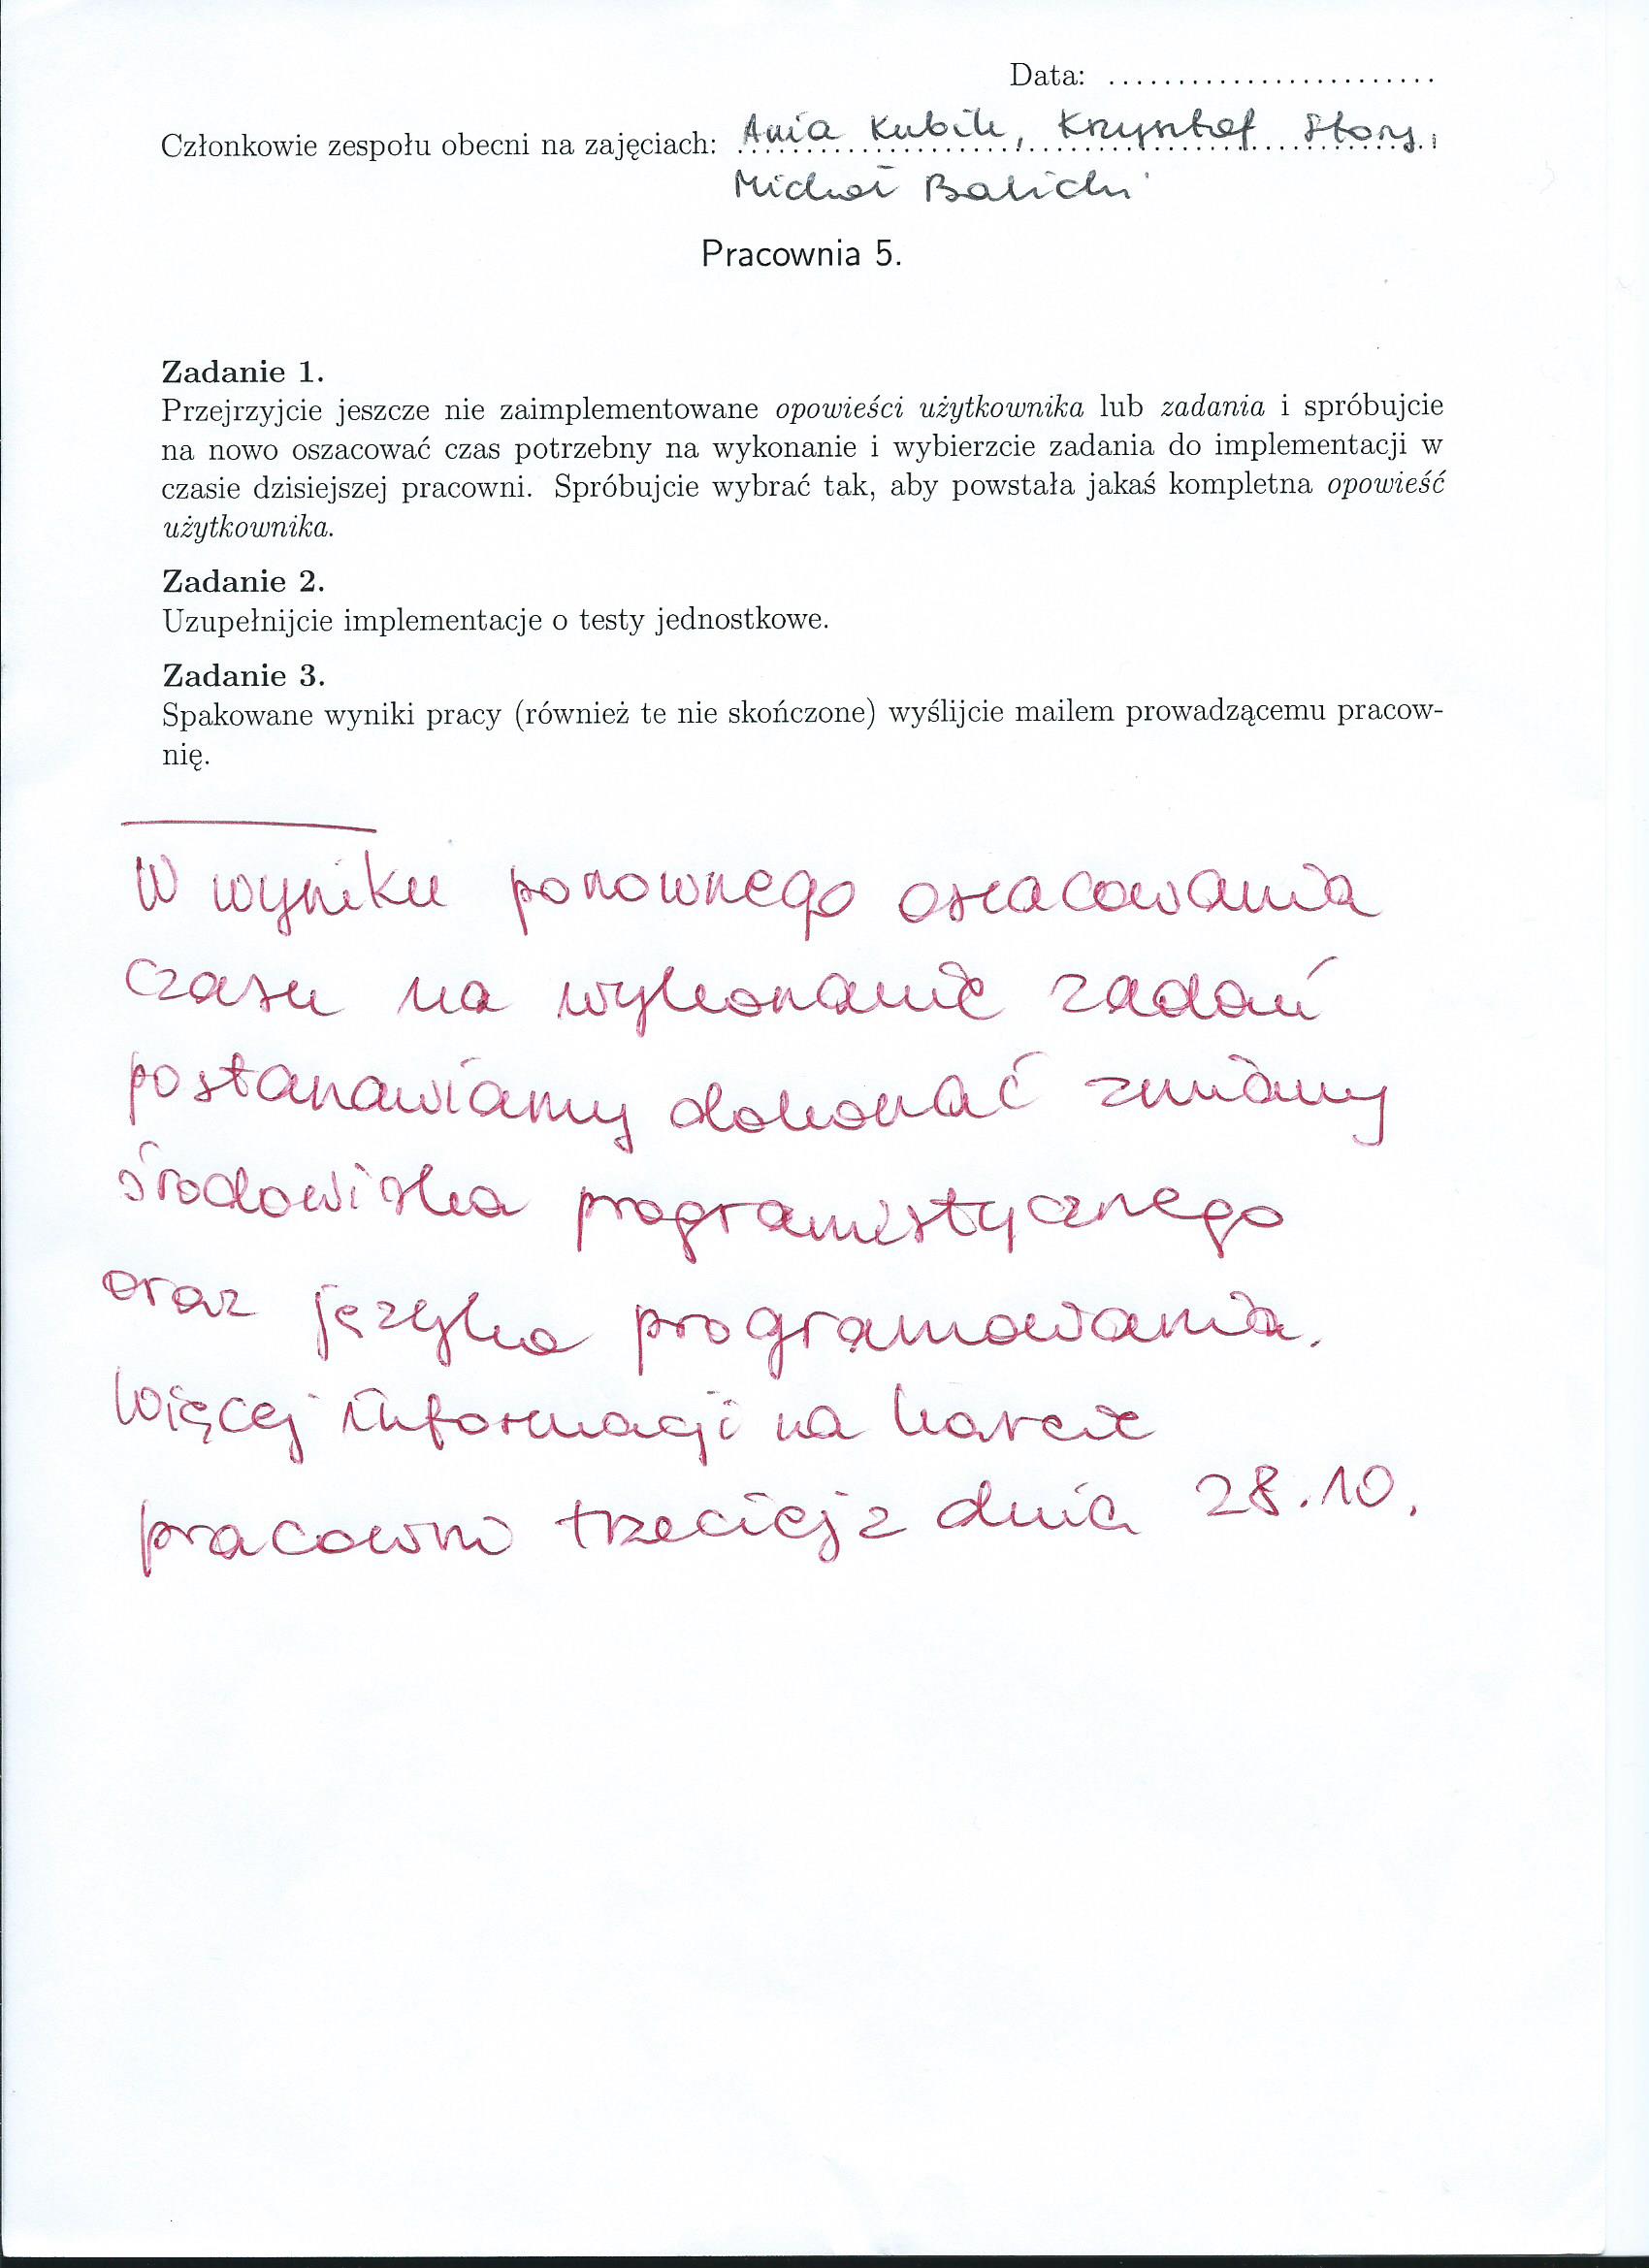 Data: ........................
Członkowie zespołu obecni na zajęciach: Ania Kubik, Krzysztof Story,
Michał Balicki
Pracownia 5.
Zadanie 1.
Przejrzyjcie jeszcze nie zaimplementowane opowieści użytkownika lub zadania i spróbujcie
na nowo oszacować czas potrzebny na wykonanie i wybierzcie zadania do implementacji w
czasie dzisiejszej pracowni. Spróbujcie wybrać tak, aby powstała jakaś kompletna opowieść
użytkownika.
Zadanie 2.
Uzupełnijcie implementacje o testy jednostkowe.
Zadanie 3.
Spakowane wyniki pracy (również te nie skończone) wyślijcie mailem prowadzącemu pracow-
nię.
W wyniku ponownego oszacowania
czasu na wykonanie zadań
postanawiamy dokonać zmiany
środowiska programistycznego
oraz języka programowania.
Więcej informacji na karcie
pracowni trzeciej z dnia 28.10.